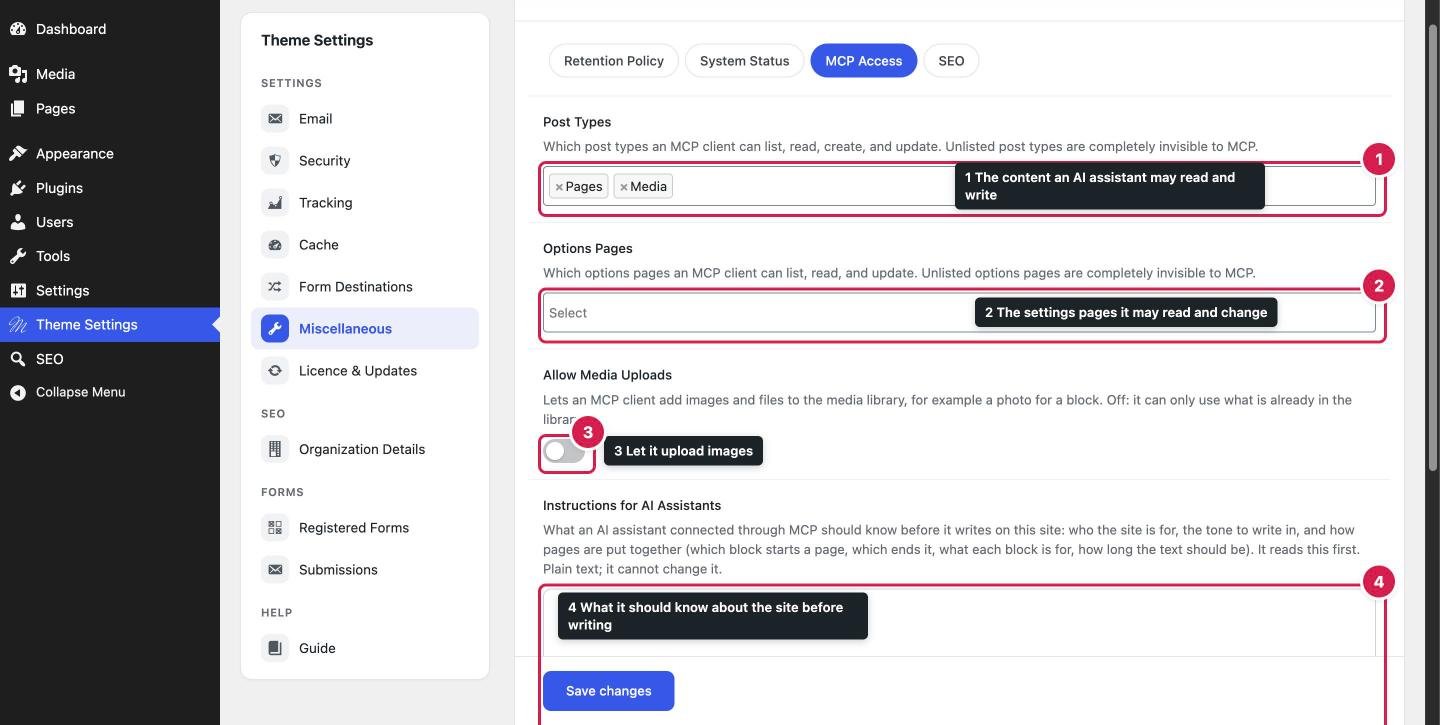 Dashboard
Media
Pages
Appearance
Plugins
Users
Tools
Settings
Theme Settings
SEO
Collapse Menu
Theme Settings
SETTINGS
Email
Security
Tracking
Cache
Form Destinations
Miscellaneous
Licence & Updates
SEO
Organization Details
FORMS
Registered Forms
Submissions
HELP
Guide
Retention Policy
System Status
MCP Access
SEO
Post Types
Which post types an MCP client can list, read, create, and update. Unlisted post types are completely invisible to MCP.
1
× Pages
× Media
1 The content an AI assistant may read and
write
Options Pages
Which options pages an MCP client can list, read, and update. Unlisted options pages are completely invisible to MCP.
2
Select
2 The settings pages it may read and change
Allow Media Uploads
Lets an MCP client add images and files to the media library, for example a photo for a block. Off: it can only use what is already in the
3
3 Let it upload images
Instructions for AI Assistants
What an AI assistant connected through MCP should know before it writes on this site: who the site is for, the tone to write in, and how
pages are put together (which block starts a page, which ends it, what each block is for, how long the text should be). It reads this first.
Plain text; it cannot change it.
4
4 What it should know about the site before
writing
Save changes